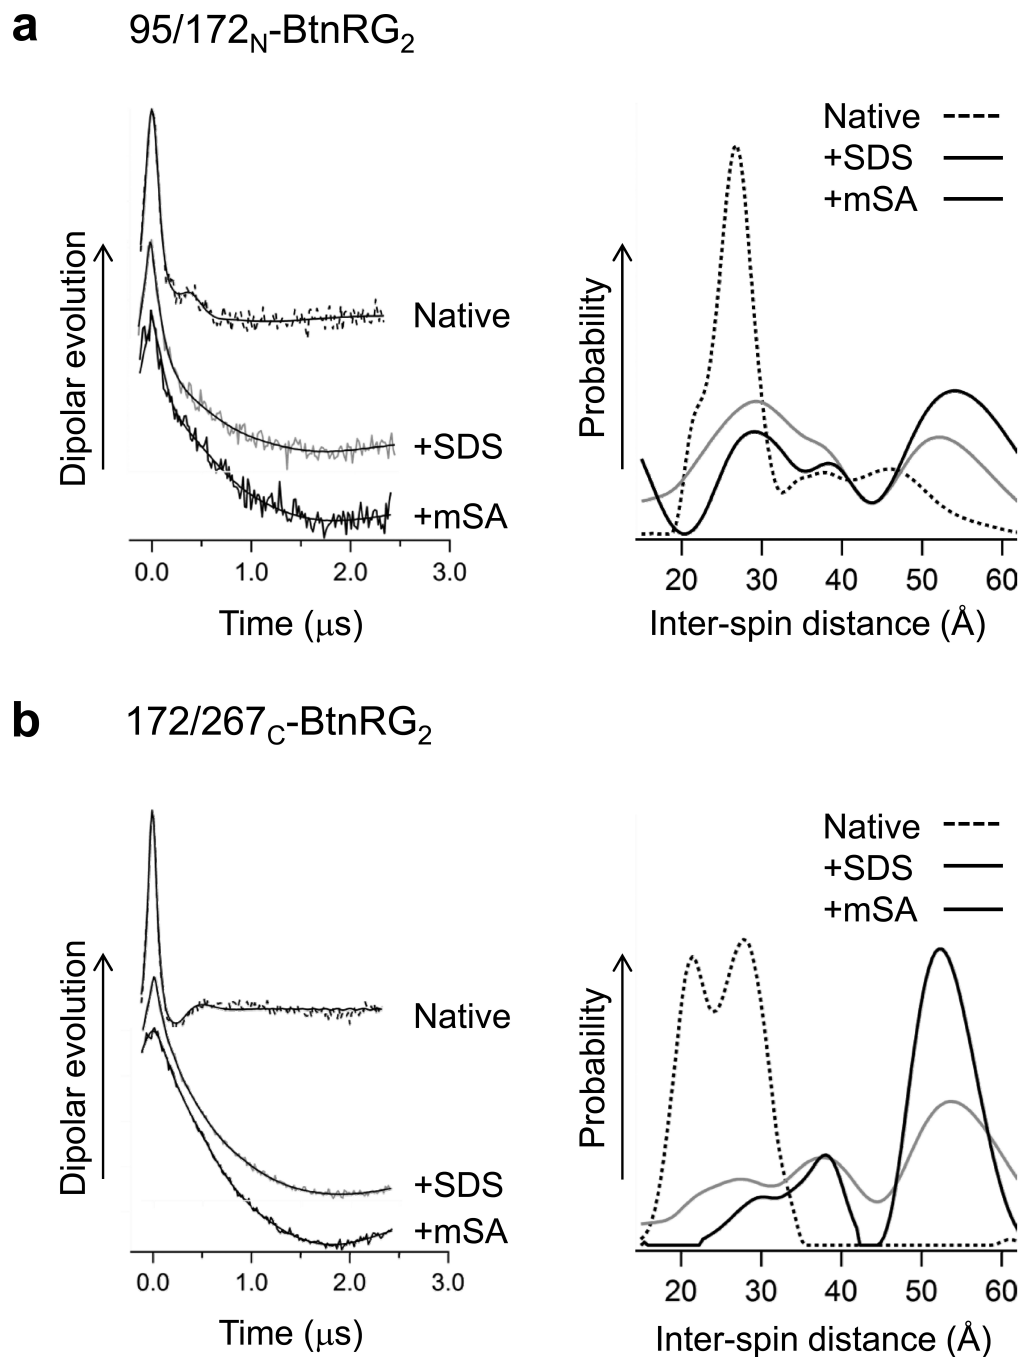 a 95/172N-BtnRG2
Dipolar evolution
Native
+SDS
+mSA
0.0 1.0 2.0 3.0
Time (μs)
Probability
Native
+SDS
+mSA
20 30 40 50 60
Inter-spin distance (Å)
b 172/267C-BtnRG2
Dipolar evolution
Native
+SDS
+mSA
0.0 1.0 2.0 3.0
Time (μs)
Probability
Native
+SDS
+mSA
20 30 40 50 60
Inter-spin distance (Å)